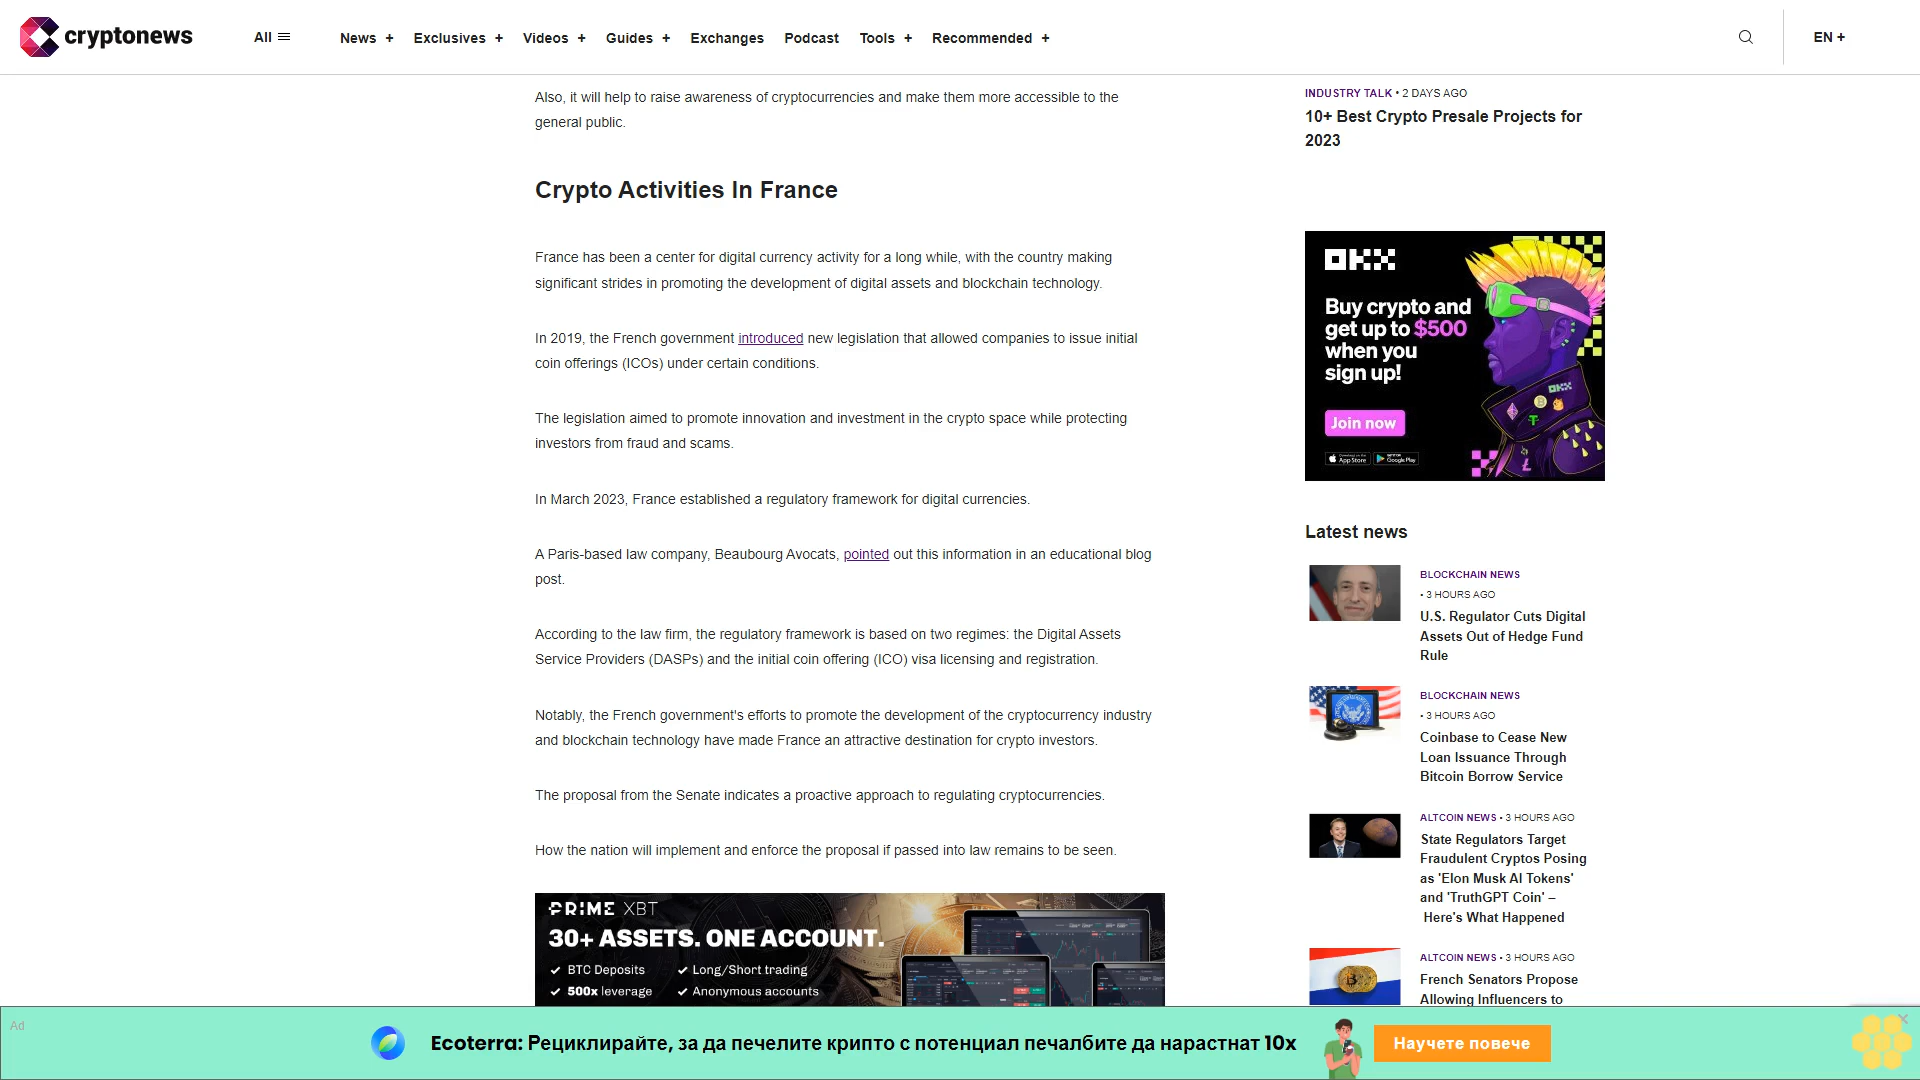 cryptonews
All
News +
Exclusives +
Videos +
Guides +
Exchanges
Podcast
Tools +
Recommended +
EN +
Also, it will help to raise awareness of cryptocurrencies and make them more accessible to the
general public.
Crypto Activities In France
France has been a center for digital currency activity for a long while, with the country making
significant strides in promoting the development of digital assets and blockchain technology.
In 2019, the French government introduced new legislation that allowed companies to issue initial
coin offerings (ICOs) under certain conditions.
The legislation aimed to promote innovation and investment in the crypto space while protecting
investors from fraud and scams.
In March 2023, France established a regulatory framework for digital currencies.
A Paris-based law company, Beaubourg Avocats, pointed out this information in an educational blog
post.
According to the law firm, the regulatory framework is based on two regimes: the Digital Assets
Service Providers (DASPs) and the initial coin offering (ICO) visa licensing and registration.
Notably, the French government's efforts to promote the development of the cryptocurrency industry
and blockchain technology have made France an attractive destination for crypto investors.
The proposal from the Senate indicates a proactive approach to regulating cryptocurrencies.
How the nation will implement and enforce the proposal if passed into law remains to be seen.
PRIME XBT
30+ ASSETS. ONE ACCOUNT.
✓ BTC Deposits
✓ Long/Short trading
✓ 500x leverage
✓ Anonymous accounts
INDUSTRY TALK • 2 DAYS AGO
10+ Best Crypto Presale Projects for
2023
OKX
Buy crypto and
get up to $500
when you
sign up!
Join now
App Store
Google Play
OKX
Latest news
BLOCKCHAIN NEWS
• 3 HOURS AGO
U.S. Regulator Cuts Digital
Assets Out of Hedge Fund
Rule
BLOCKCHAIN NEWS
• 3 HOURS AGO
Coinbase to Cease New
Loan Issuance Through
Bitcoin Borrow Service
ALTCOIN NEWS • 3 HOURS AGO
State Regulators Target
Fraudulent Cryptos Posing
as 'Elon Musk AI Tokens'
and 'TruthGPT Coin' –
Here's What Happened
ALTCOIN NEWS • 3 HOURS AGO
French Senators Propose
Allowing Influencers to
Ad
Ecoterra: Рециклирайте, за да печелите крипто с потенциал печалбите да нарастнат 10x
Научете повече